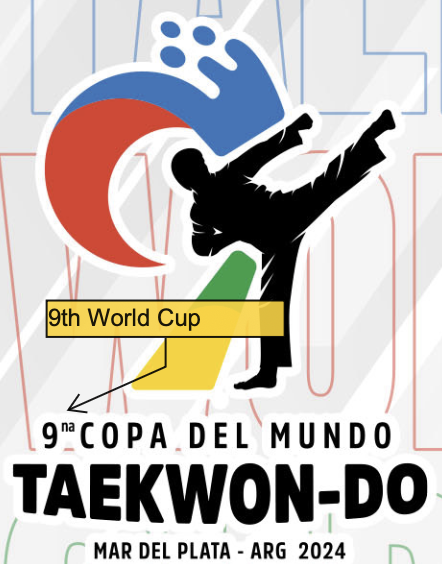 9th World Cup
9na COPA DEL MUNDO
TAEKWON-DO
MAR DEL PLATA - ARG 2024